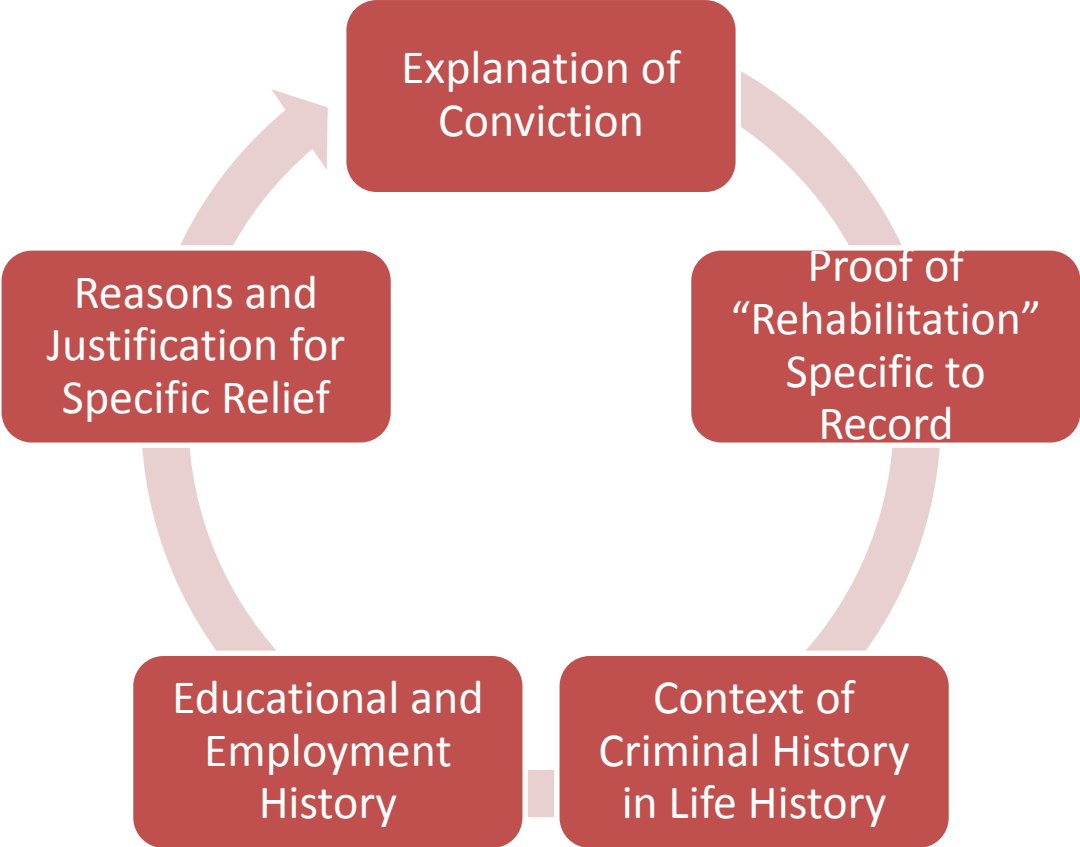 Explanation of
Conviction
Proof of
“Rehabilitation”
Specific to
Record
Context of
Criminal History
in Life History
Educational and
Employment
History
Reasons and
Justification for
Specific Relief